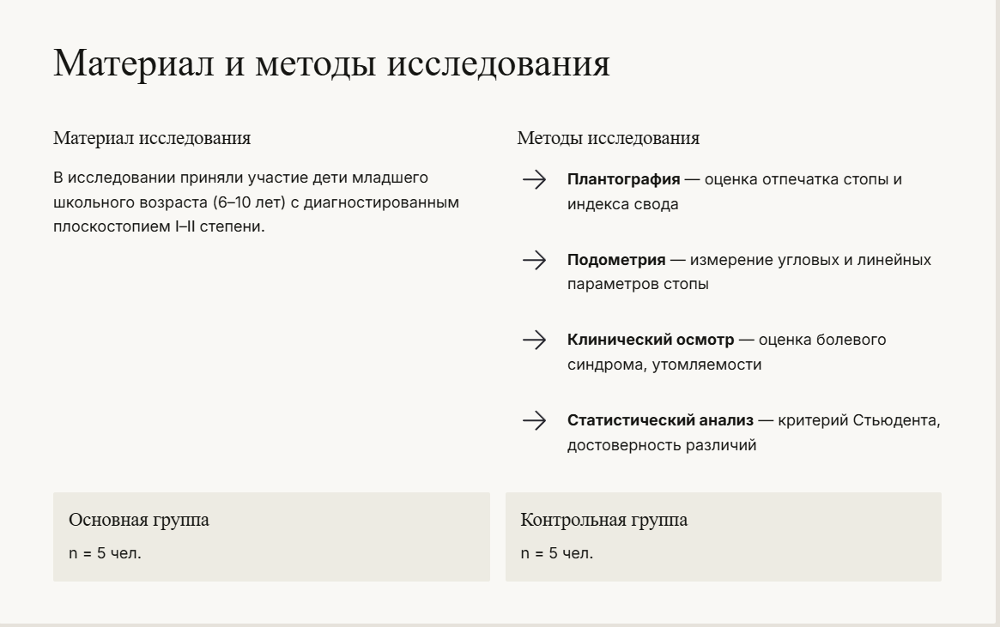 Материал и методы исследования
Материал исследования
В исследовании приняли участие дети младшего
школьного возраста (6–10 лет) с диагностированным
плоскостопием I–II степени.
Методы исследования
Плантография — оценка отпечатка стопы и
индекса свода
Подометрия — измерение угловых и линейных
параметров стопы
Клинический осмотр — оценка болевого
синдрома, утомляемости
Статистический анализ — критерий Стьюдента,
достоверность различий
Основная группа
n = 5 чел.
Контрольная группа
n = 5 чел.